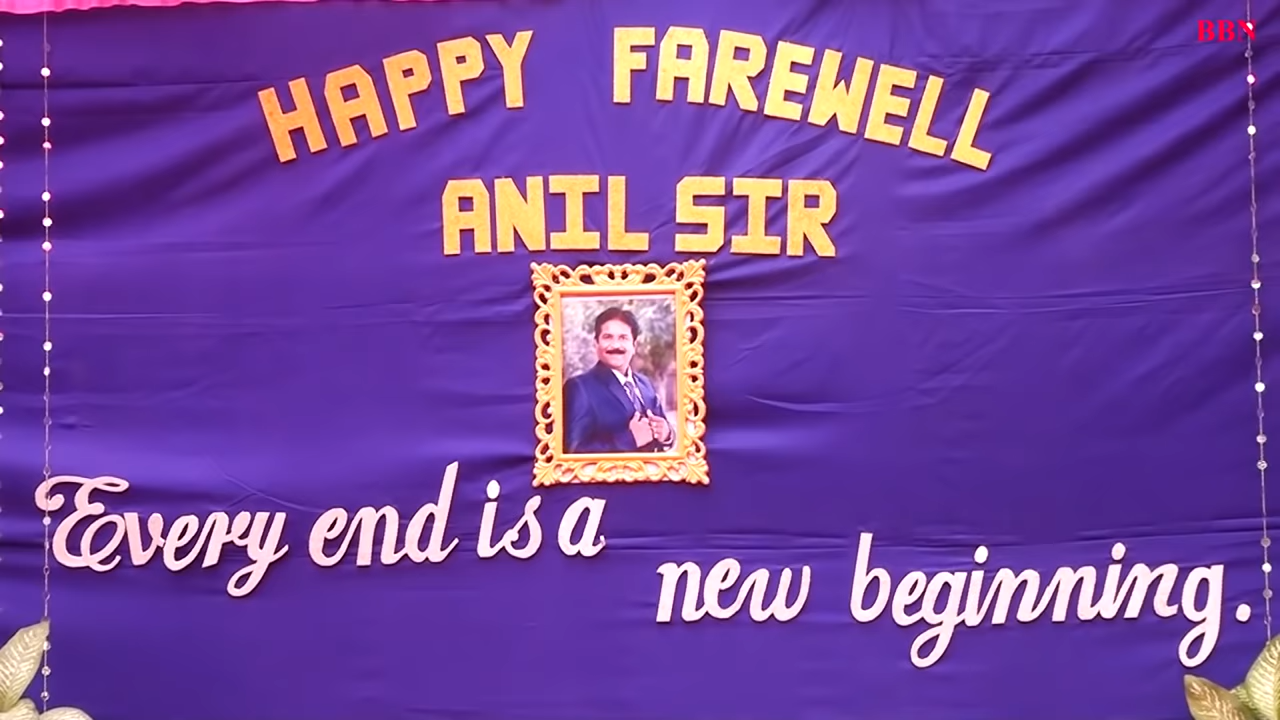 BBN
HAPPY FAREWELL
ANIL SIR
Every end is a
new beginning.